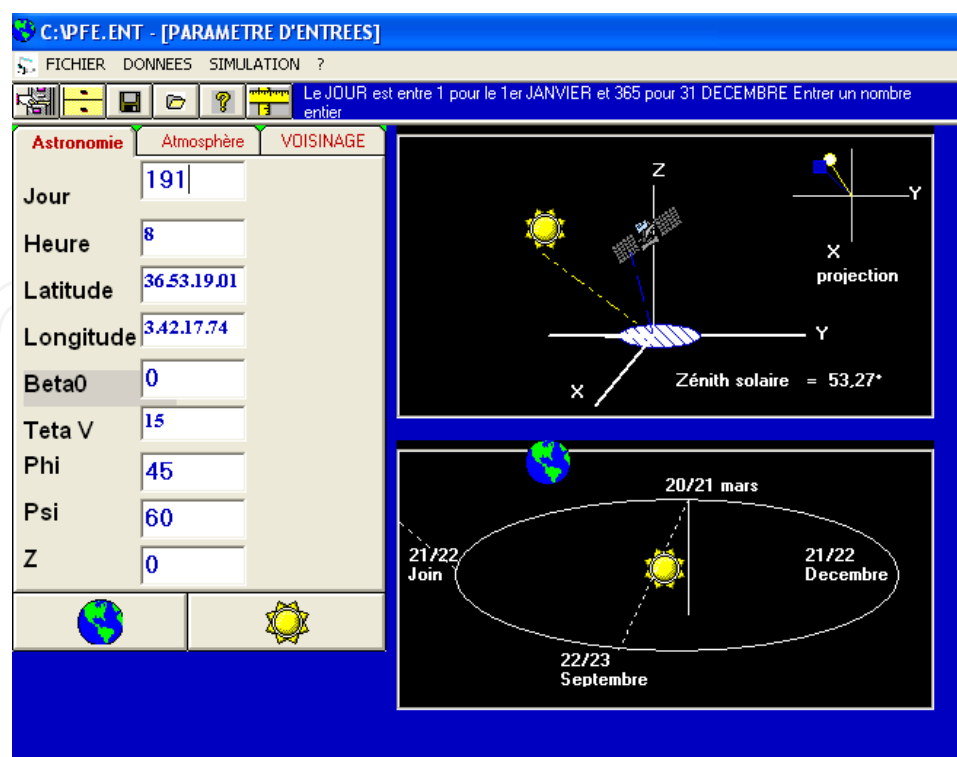 C:\PFE.ENT - [PARAMETRE D'ENTREES]
FICHIER DONNEES SIMULATION ?
Le JOUR est entre 1 pour le 1er JANVIER et 365 pour 31 DECEMBRE Entrer un nombre
entier
Astronomie Atmosphère VOISINAGE
Jour 191
Heure 8
Latitude 36.53.19.01
Longitude 3.42.17.74
Beta0 0
Teta V 15
Phi 45
Psi 60
Z 0
Z
Y
X
Zénith solaire = 53,27°
Y
X
projection
20/21 mars
21/22
Join
21/22
Decembre
22/23
Septembre